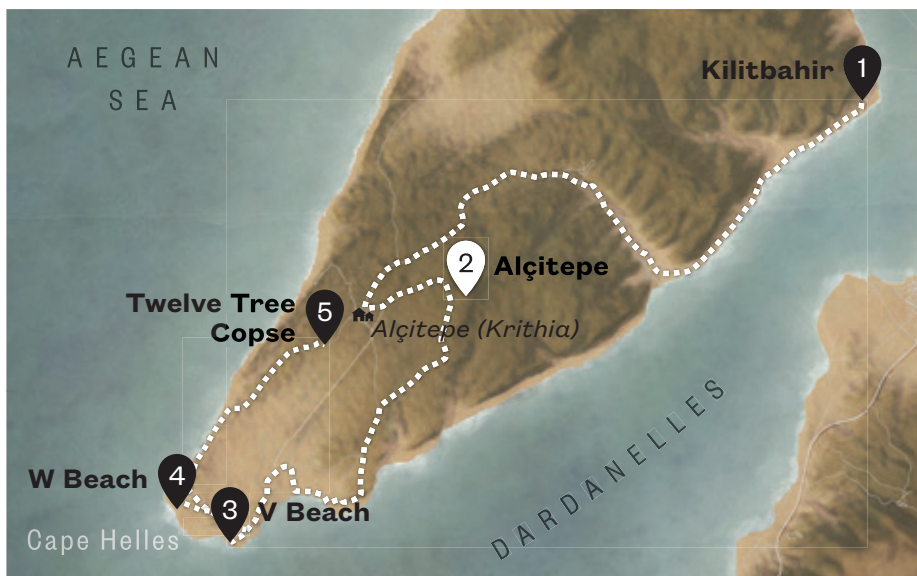 AEGEAN
SEA
Kilitbahir 1
2 Alçitepe
Twelve Tree
Copse 5
Alçitepe (Krithia)
DARDANELLES
W Beach 4
3 V Beach
Cape Helles